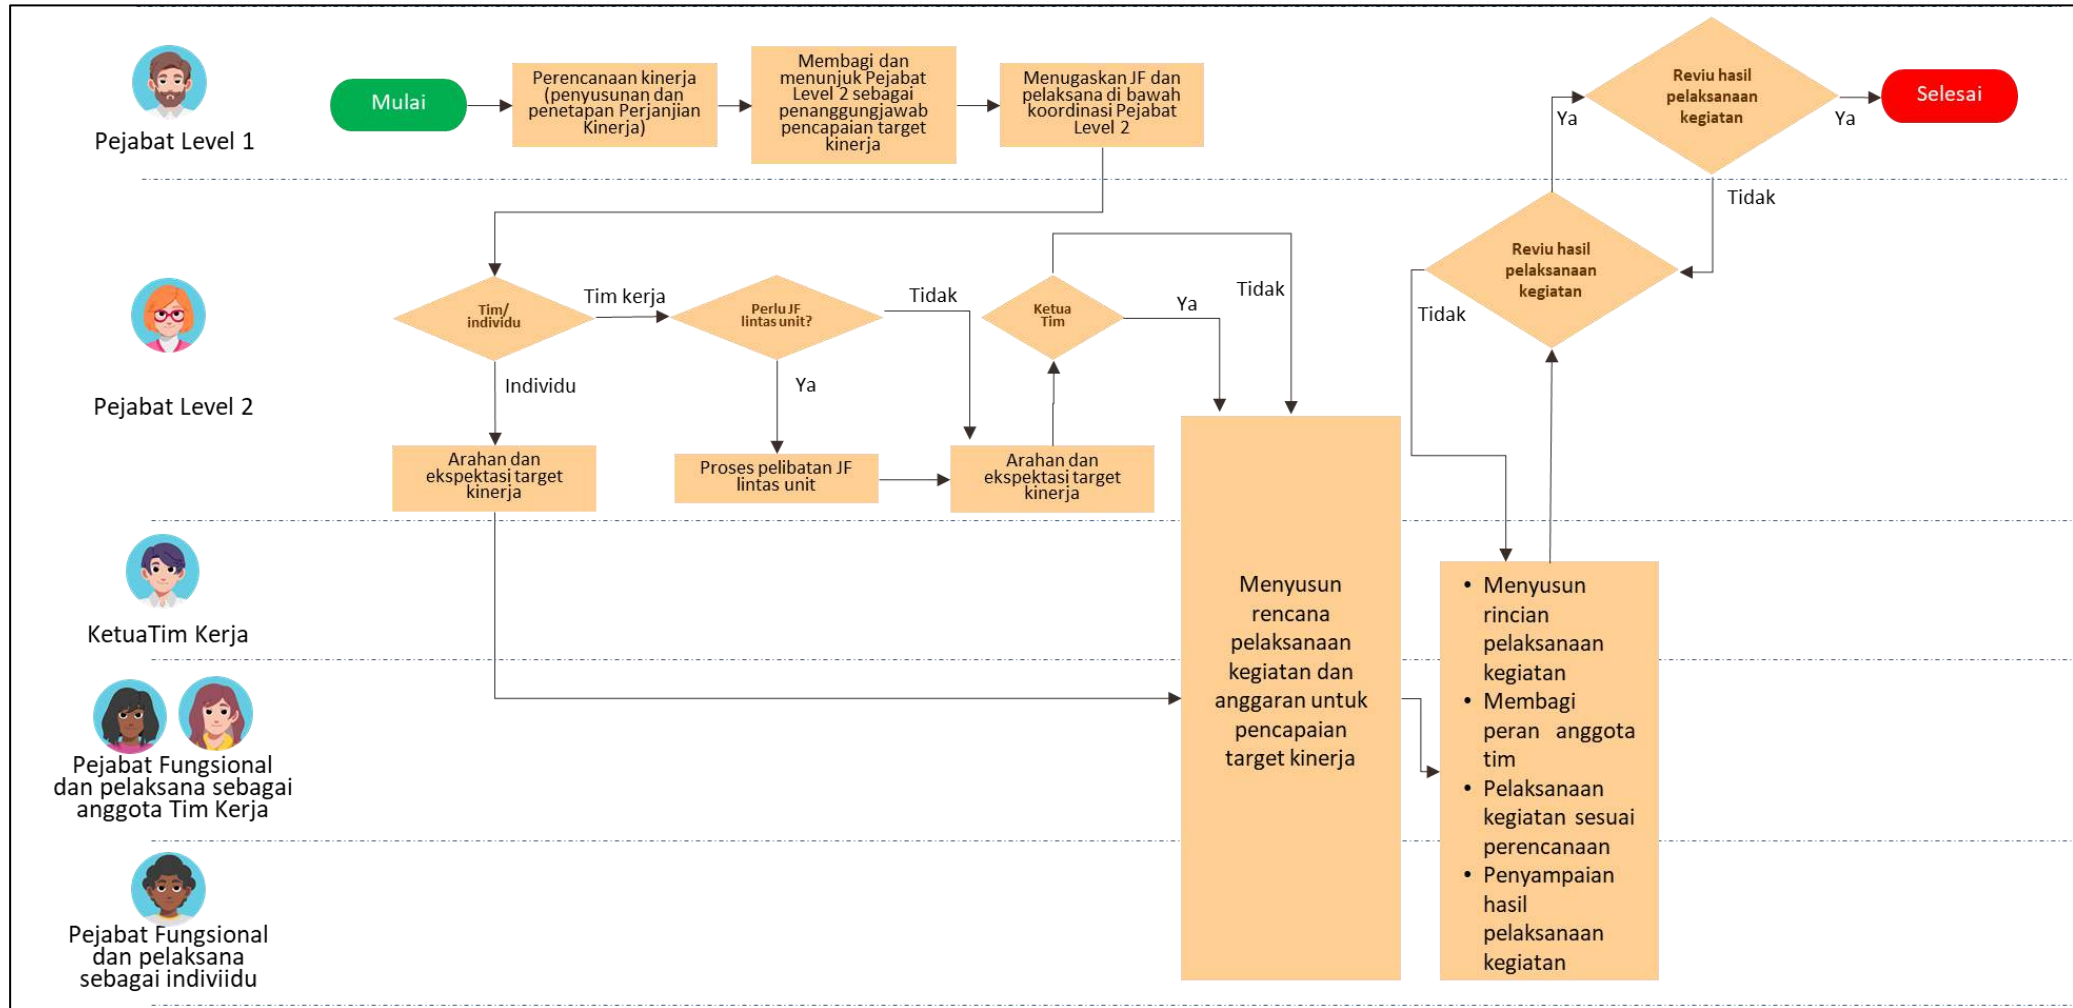 Pejabat Level 1
Mulai
Perencanaan kinerja
(penyusunan dan
penetapan Perjanjian
Kinerja)
Membagi dan
menunjuk Pejabat
Level 2 sebagai
penanggungjawab
pencapaian target
kinerja
Menugaskan JF dan
pelaksana di bawah
koordinasi Pejabat
Level 2
Reviu hasil
pelaksanaan
kegiatan
Ya
Ya
Selesai
Tidak
Pejabat Level 2
Tim/
individu
Tim kerja
Individu
Perlu JF
lintas unit?
Tidak
Ya
Ketua
Tim
Ya
Tidak
Reviu hasil
pelaksanaan
kegiatan
Tidak
Arahan dan
ekspektasi target
kinerja
Proses pelibatan JF
lintas unit
Arahan dan
ekspektasi target
kinerja
KetuaTim Kerja
Pejabat Fungsional
dan pelaksana sebagai
anggota Tim Kerja
Pejabat Fungsional
dan pelaksana
sebagai indiviidu
Menyusun
rencana
pelaksanaan
kegiatan dan
anggaran untuk
pencapaian
target kinerja
• Menyusun
rincian
pelaksanaan
kegiatan
• Membagi
peran anggota
tim
• Pelaksanaan
kegiatan sesuai
perencanaan
• Penyampaian
hasil
pelaksanaan
kegiatan